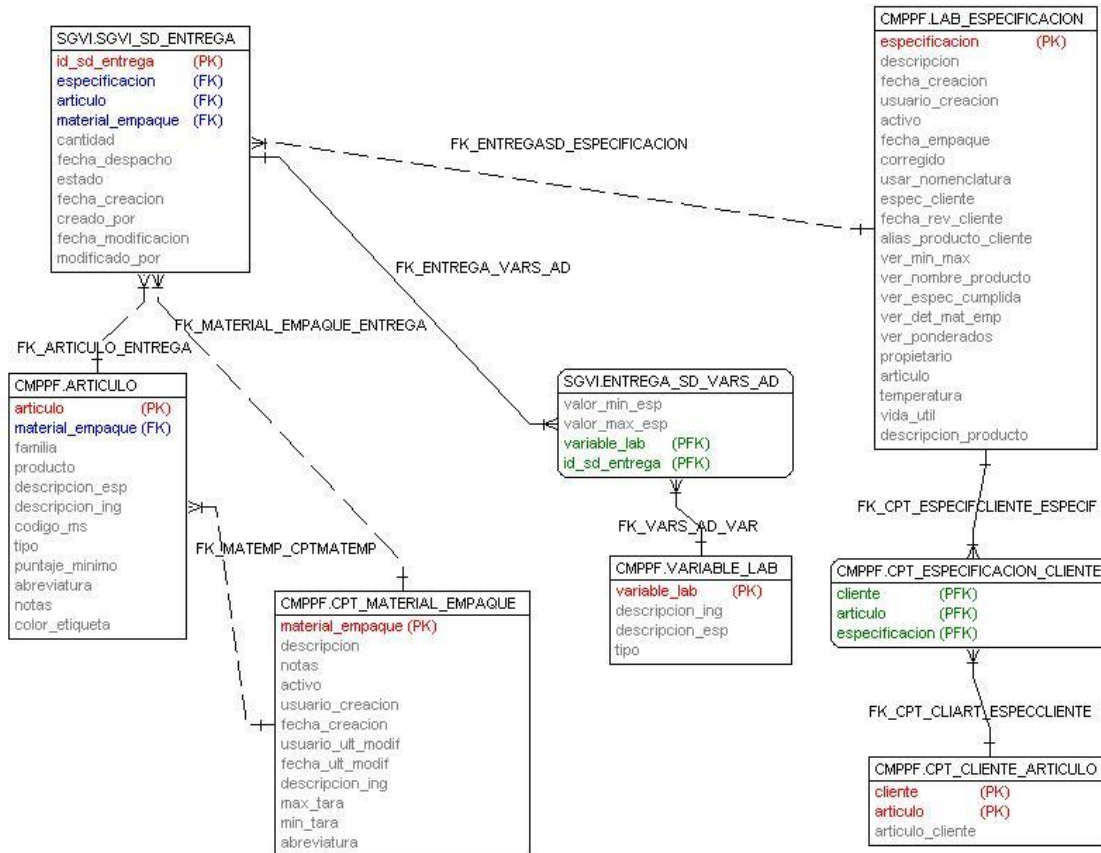 SGVI.SGVI_SD_ENTREGA
id_sd_entrega (PK)
especificacion (FK)
articulo (FK)
material_empaque (FK)
cantidad
fecha_despacho
estado
fecha_creacion
creado_por
fecha_modificacion
modificado_por
CMPPF.LAB_ESPECIFICACION
especificacion (PK)
descripcion
fecha_creacion
usuario_creacion
activo
fecha_empaque
corregido
usar_nomenclatura
espec_cliente
fecha_rev_cliente
alias_producto_cliente
ver_min_max
ver_nombre_producto
ver_espec_cumplida
ver_det_mat_emp
ver_ponderados
propietario
articulo
temperatura
vida_util
descripcion_producto
FK_ENTREGASD_ESPECIFICACION
FK_ENTREGA_VARS_AD
FK_MATERIAL_EMPAQUE_ENTREGA
FK_ARTICULO_ENTREGA
CMPPF.ARTICULO
articulo (PK)
material_empaque (FK)
familia
producto
descripcion_esp
descripcion_ing
codigo_ms
tipo
puntaje_minimo
abreviatura
notas
color_etiqueta
SGVI.ENTREGA_SD_VARS_AD
valor_min_esp
valor_max_esp
variable_lab (PFK)
id_sd_entrega (PFK)
FK_VARS_AD_VAR
FK_MATEMP_CPTMATEMP
CMPPF.VARIABLE_LAB
variable_lab (PK)
descripcion_ing
descripcion_esp
tipo
CMPPF.CPT_MATERIAL_EMPAQUE
material_empaque (PK)
descripcion
notas
activo
usuario_creacion
fecha_creacion
usuario_ult_modif
fecha_ult_modif
descripcion_ing
max_tara
min_tara
abreviatura
FK_CPT_ESPECIFCLIENTE_ESPECIF
CMPPF.CPT_ESPECIFICACION_CLIENTE
cliente (PFK)
articulo (PFK)
especificacion (PFK)
FK_CPT_CLIART_ESPECCLIENTE
CMPPF.CPT_CLIENTE_ARTICULO
cliente (PK)
articulo (PK)
articulo_cliente